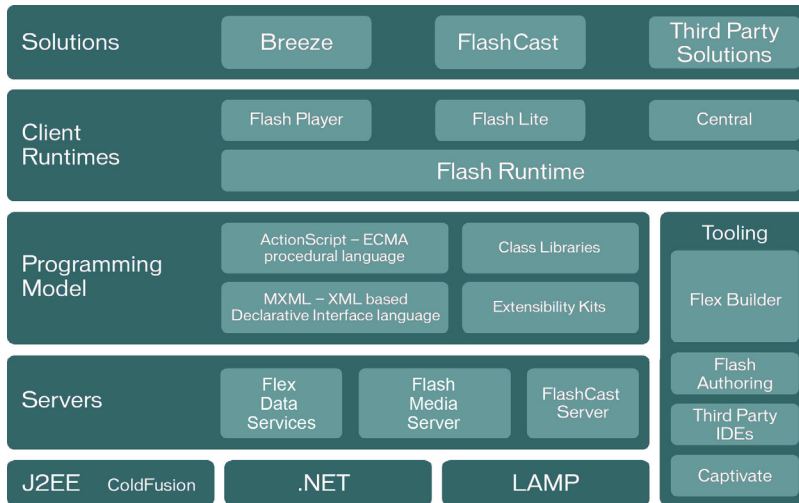 Solutions
Breeze
FlashCast
Third Party
Solutions
Client
Runtimes
Flash Player
Flash Lite
Central
Flash Runtime
Programming
Model
ActionScript – ECMA
procedural language
Class Libraries
MXML – XML based
Declarative Interface language
Extensibility Kits
Tooling
Flex Builder
Flash
Authoring
Third Party
IDEs
Captivate
Servers
Flex
Data
Services
Flash
Media
Server
FlashCast
Server
J2EE ColdFusion
.NET
LAMP